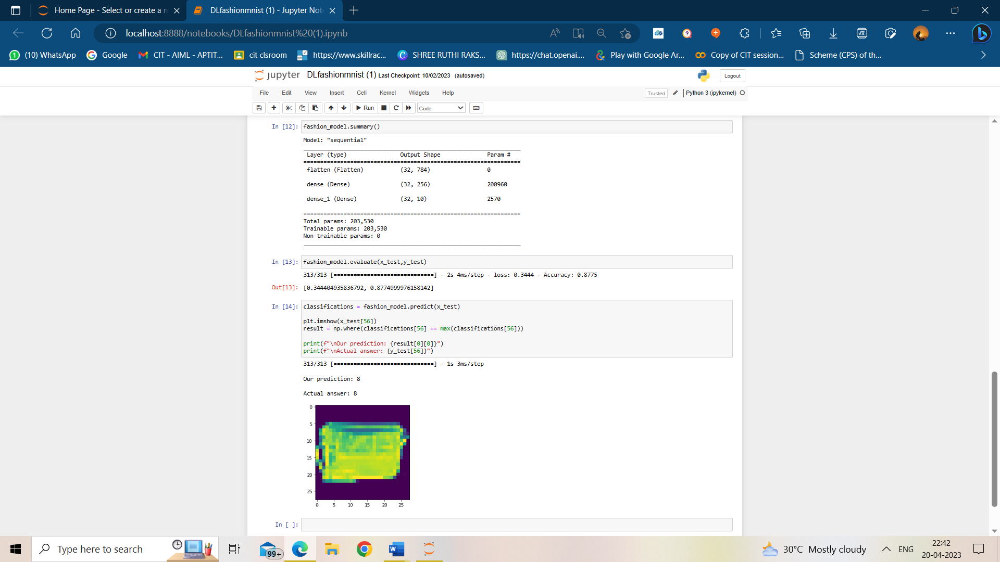 Home Page - Select or create a n
DLfashionmnist (1) - Jupyter Not
localhost:8888/notebooks/DLfashionmnist%20(1).ipynb
(10) WhatsApp
Google
CIT - AIML - APTIT...
cit clsroom
https://www.skillrac...
SHREE RUTHI RAKS...
https://chat.openai....
Play with Google Ar...
Copy of CIT session...
Scheme (CPS) of th...
jupyter DLfashionmnist (1) Last Checkpoint: 10/02/2023 (autosaved)
Logout
File Edit View Insert Cell Kernel Widgets Help
Trusted
Python 3 (ipykernel)
Run
Code
In [12]: fashion_model.summary()
Model: "sequential"
Layer (type) Output Shape Param #
=================================================================
flatten (Flatten) (32, 784) 0
dense (Dense) (32, 256) 200960
dense_1 (Dense) (32, 10) 2570
=================================================================
Total params: 203,530
Trainable params: 203,530
Non-trainable params: 0
In [13]: fashion_model.evaluate(x_test,y_test)
313/313 [==============================] - 2s 4ms/step - loss: 0.3444 - Accuracy: 0.8775
Out[13]: [0.344404935836792, 0.8774999976158142]
In [14]: classifications = fashion_model.predict(x_test)
plt.imshow(x_test[56])
result = np.where(classifications[56] == max(classifications[56]))
print(f"\nOur prediction: {result[0][0]}")
print(f"\nActual answer: {y_test[56]}")
313/313 [==============================] - 1s 3ms/step
Our prediction: 8
Actual answer: 8
0
5
10
15
20
25
0 5 10 15 20 25
In [ ]:
Type here to search
99+
30°C Mostly cloudy
ENG
22:42
20-04-2023